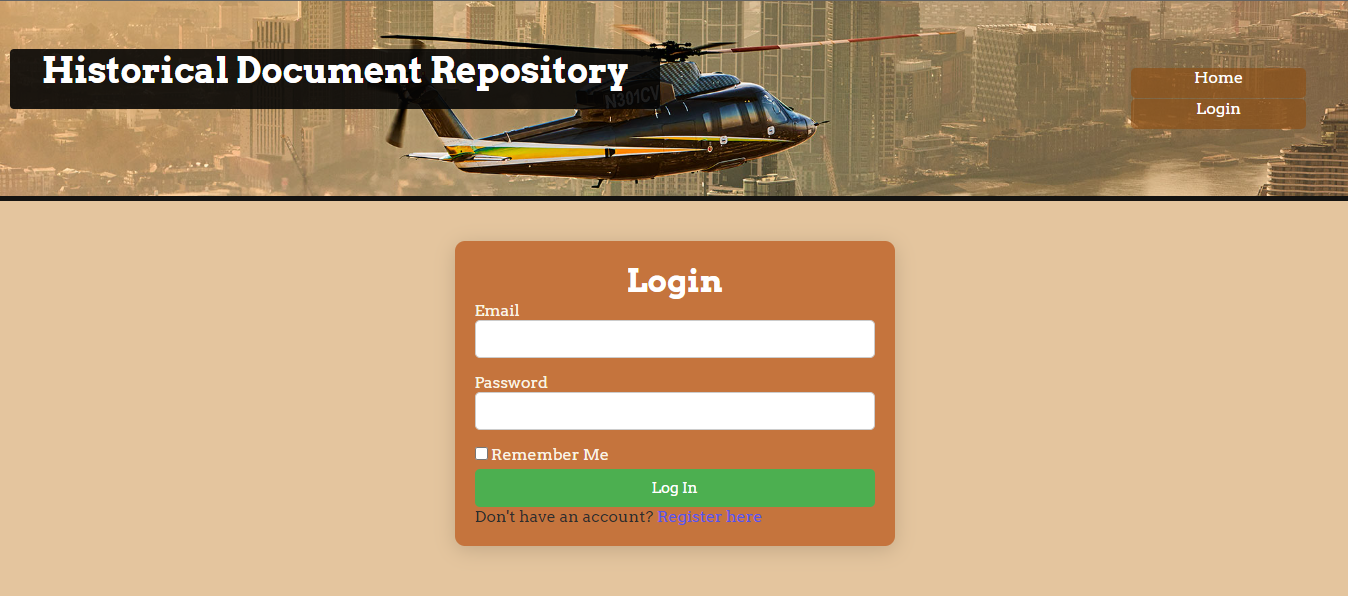 Historical Document Repository
N301CV
Home
Login
Login
Email
Password
Remember Me
Log In
Don't have an account? Register here